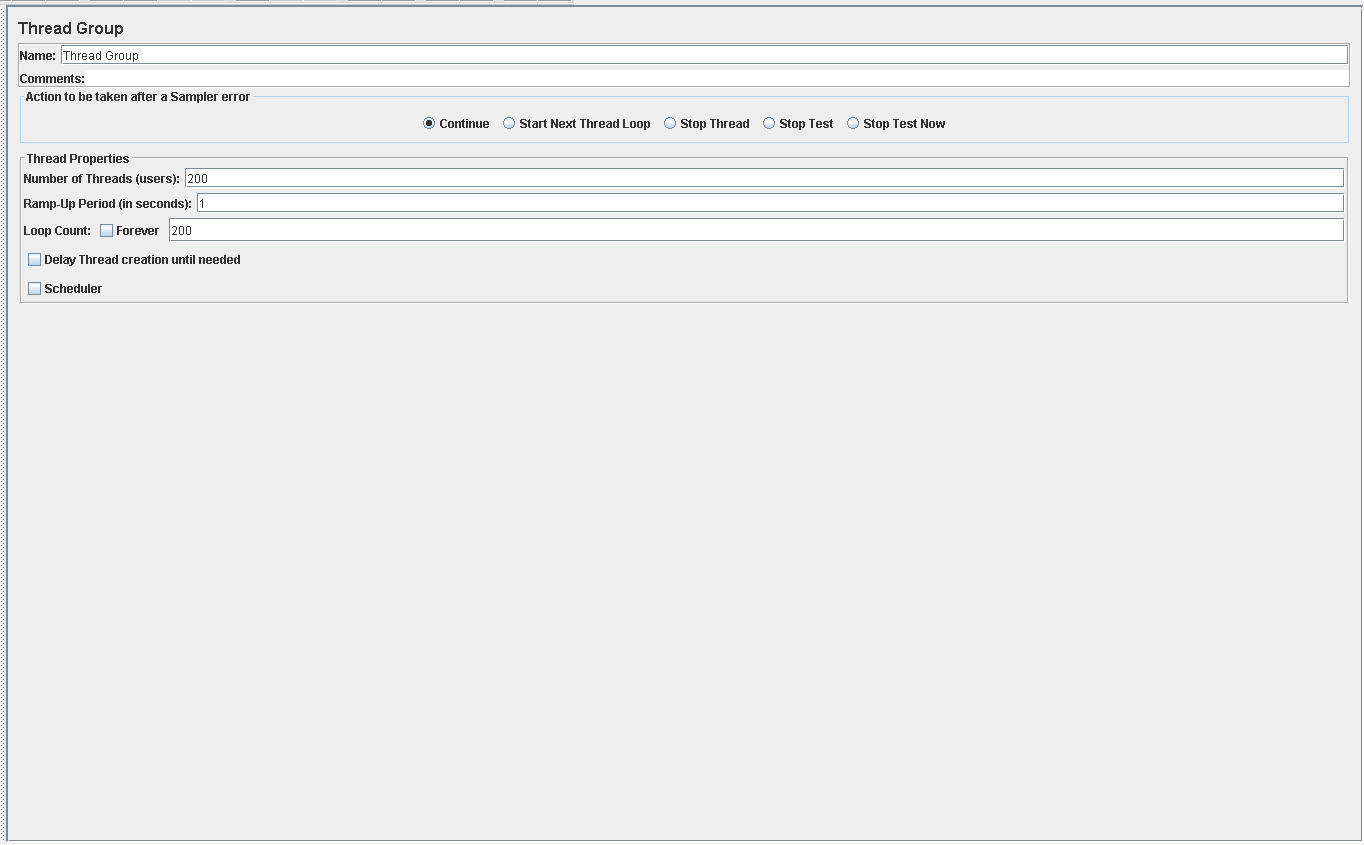 Thread Group
Name: Thread Group
Comments:
Action to be taken after a Sampler error
Continue Start Next Thread Loop Stop Thread Stop Test Stop Test Now
Thread Properties
Number of Threads (users): 200
Ramp-Up Period (in seconds): 1
Loop Count: Forever 200
Delay Thread creation until needed
Scheduler